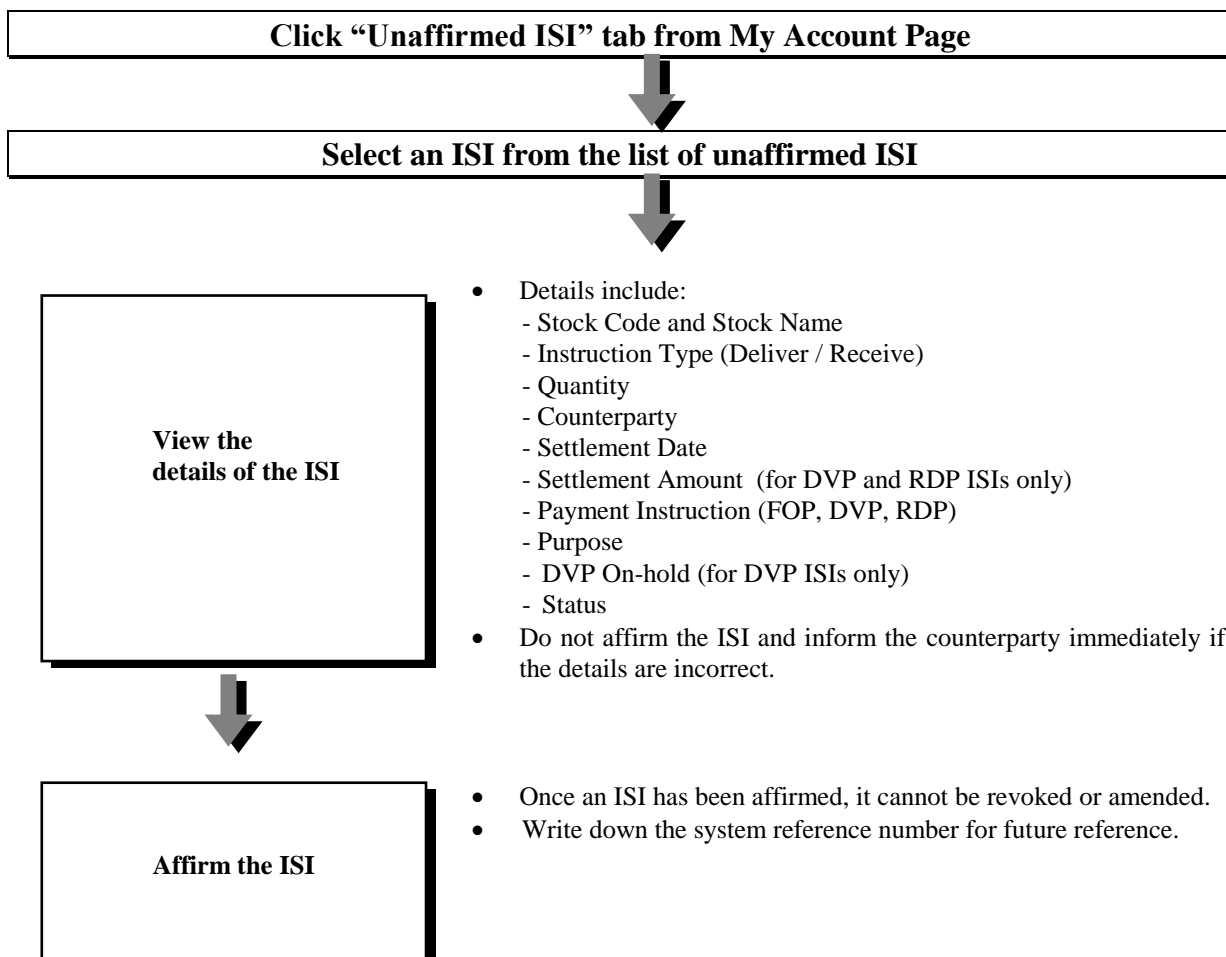 Click “Unaffirmed ISI” tab from My Account Page
Select an ISI from the list of unaffirmed ISI
View the
details of the ISI
• Details include:
- Stock Code and Stock Name
- Instruction Type (Deliver / Receive)
- Quantity
- Counterparty
- Settlement Date
- Settlement Amount (for DVP and RDP ISIs only)
- Payment Instruction (FOP, DVP, RDP)
- Purpose
- DVP On-hold (for DVP ISIs only)
- Status
• Do not affirm the ISI and inform the counterparty immediately if
the details are incorrect.
Affirm the ISI
• Once an ISI has been affirmed, it cannot be revoked or amended.
• Write down the system reference number for future reference.